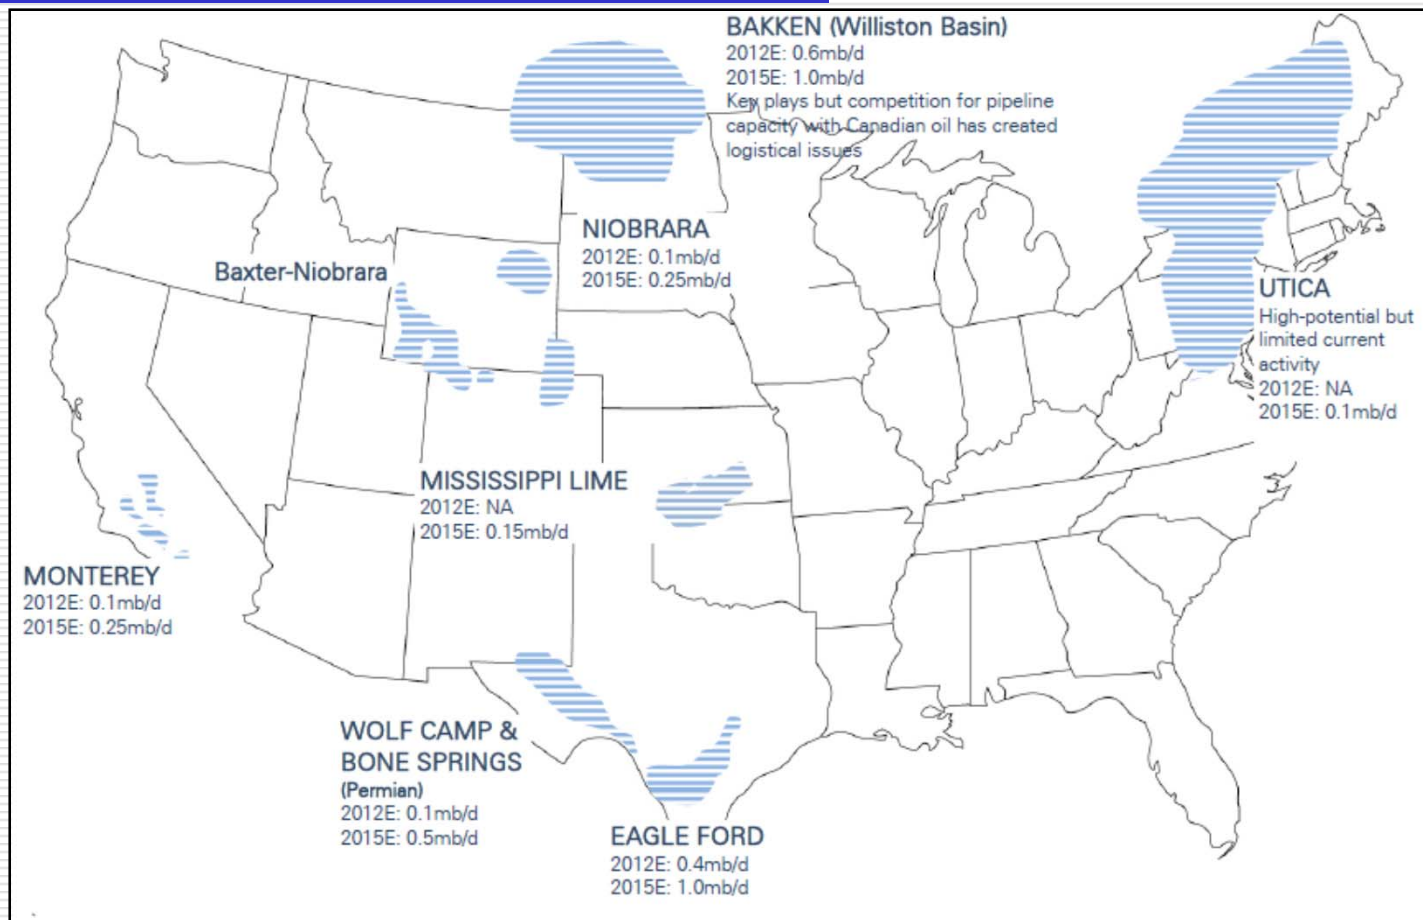 BAKKEN (Williston Basin)
2012E: 0.6mb/d
2015E: 1.0mb/d
Key plays but competition for pipeline
capacity with Canadian oil has created
logistical issues
NIOBRARA
2012E: 0.1mb/d
2015E: 0.25mb/d
Baxter-Niobrara
UTICA
High-potential but
limited current
activity
2012E: NA
2015E: 0.1mb/d
MISSISSIPPI LIME
2012E: NA
2015E: 0.15mb/d
MONTEREY
2012E: 0.1mb/d
2015E: 0.25mb/d
WOLF CAMP &
BONE SPRINGS
(Permian)
2012E: 0.1mb/d
2015E: 0.5mb/d
EAGLE FORD
2012E: 0.4mb/d
2015E: 1.0mb/d